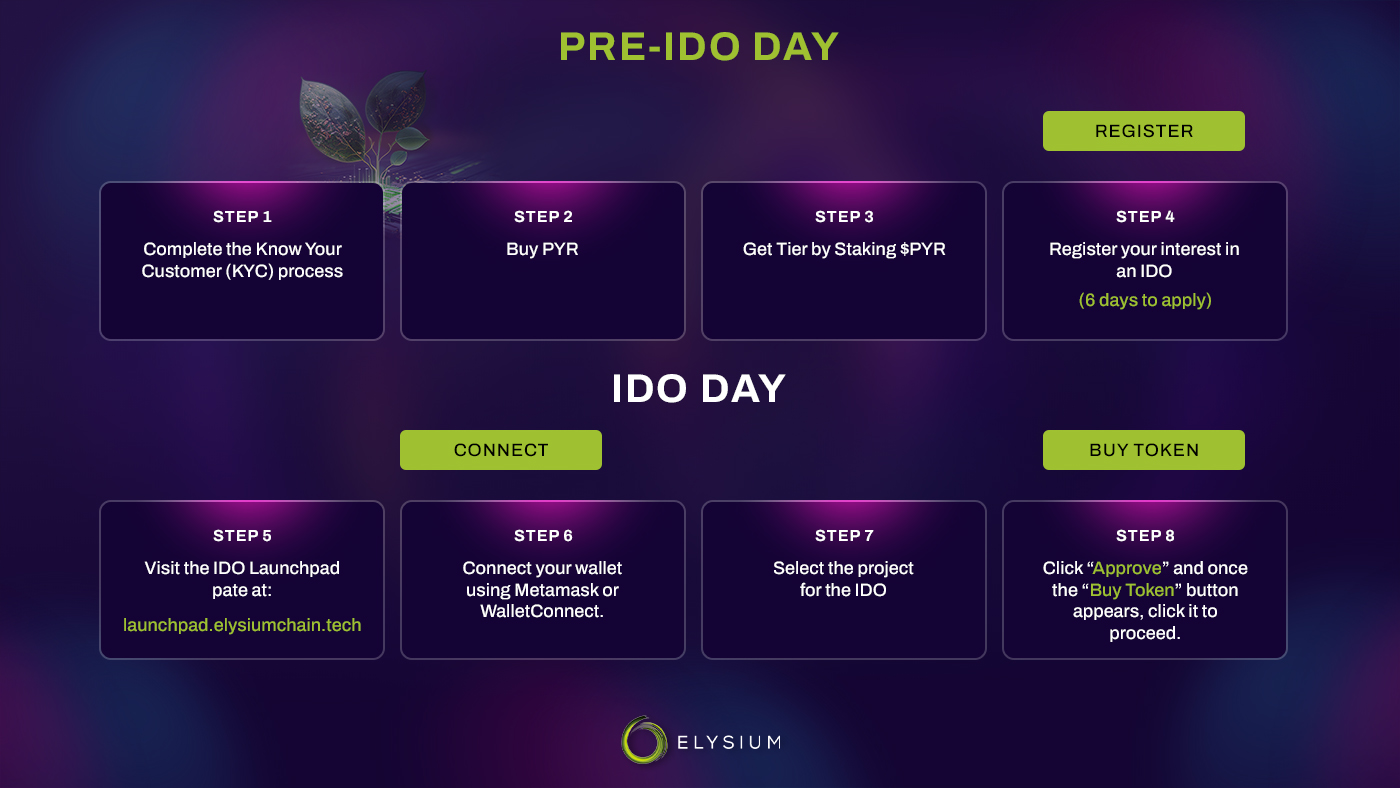 PRE-IDO DAY
REGISTER
STEP 1
Complete the Know Your
Customer (KYC) process
STEP 2
Buy PYR
STEP 3
Get Tier by Staking $PYR
STEP 4
Register your interest in
an IDO
(6 days to apply)
IDO DAY
CONNECT
BUY TOKEN
STEP 5
Visit the IDO Launchpad
pate at:
launchpad.elysiumchain.tech
STEP 6
Connect your wallet
using Metamask or
WalletConnect.
STEP 7
Select the project
for the IDO
STEP 8
Click “Approve” and once
the “Buy Token” button
appears, click it to
proceed.
ELYSIUM